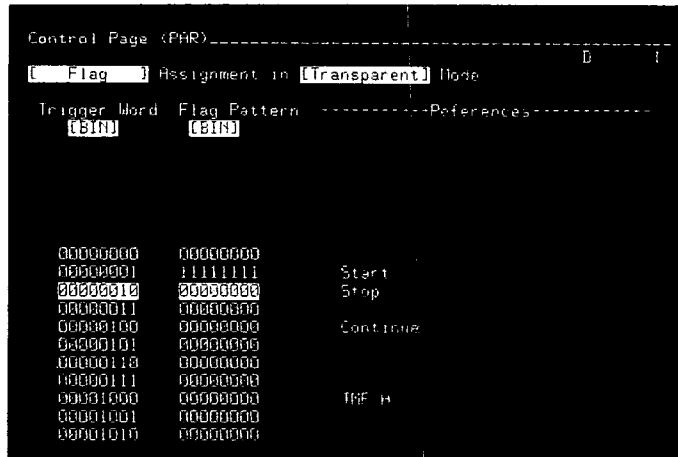 Control Page (PAR)
D I
[ Flag ] Assignment in [Transparent] Mode
Trigger Word Flag Pattern References
[BIN] [BIN]
00000000 00000000
00000001 11111111 Start
00000010 00000000 Stop
00000011 00000000
00000100 00000000 Continue
00000101 00000000
00000110 00000000
00000111 00000000
00001000 00000000
00001001 00000000
00001010 00000000